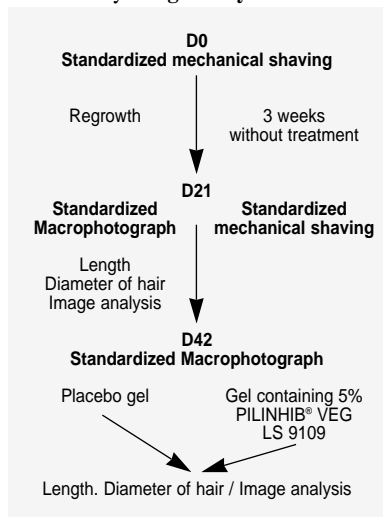 D0
Standardized mechanical shaving
Regrowth
3 weeks
without treatment
D21
Standardized
Macrophotograph
Standardized
mechanical shaving
Length
Diameter of hair
Image analysis
D42
Standardized Macrophotograph
Placebo gel
Gel containing 5%
PILINHIB® VEG
LS 9109
Length. Diameter of hair / Image analysis